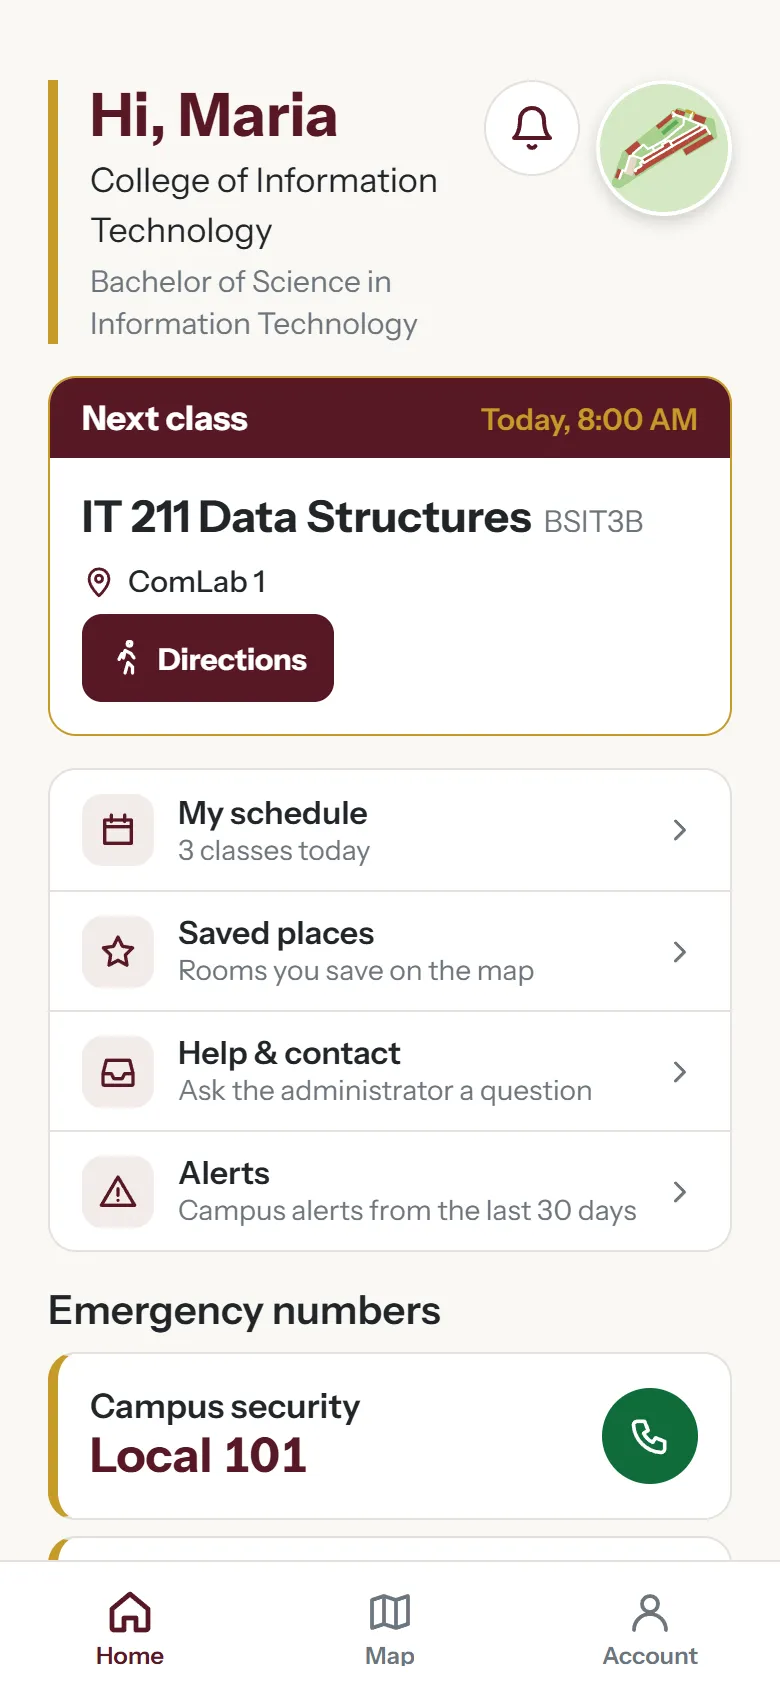 Hi, Maria
College of Information
Technology
Bachelor of Science in
Information Technology
Next class
Today, 8:00 AM
IT 211 Data Structures BSIT3B
ComLab 1
Directions
My schedule
3 classes today
Saved places
Rooms you save on the map
Help & contact
Ask the administrator a question
Alerts
Campus alerts from the last 30 days
Emergency numbers
Campus security
Local 101
Home
Map
Account